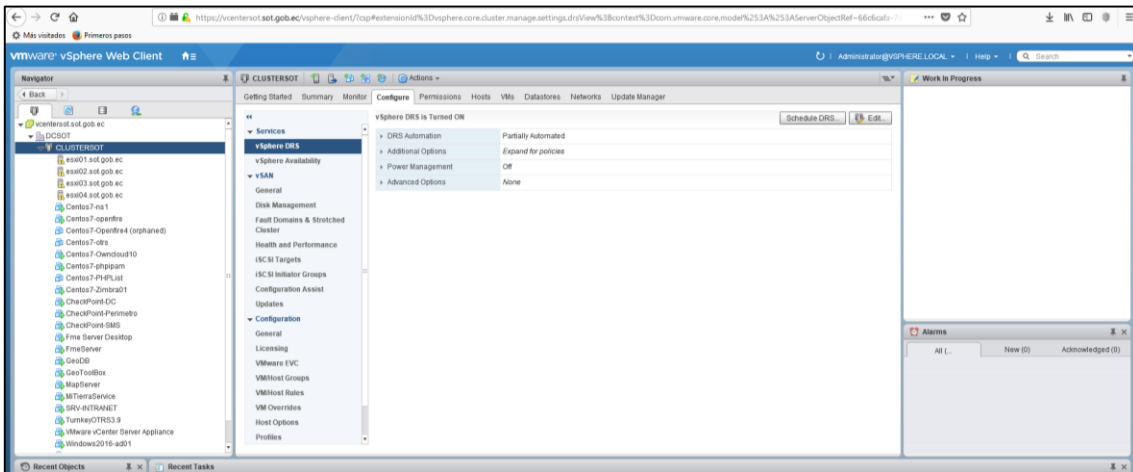 https://vcentersot.sot.gob.ec/vsphere-client/?csp#extensionId%3Dvsphere.core.cluster.manage.settings.drsView%3Bcontext%3Dcom.vmware.core.model%253A%253AServerObjectRef~66c6cafa-7
Más visitados Primeros pasos
vmware vSphere Web Client
Administrator@VSPHERE.LOCAL Help Search
Navigator
CLUSTERSOT Actions
Work In Progress
Back
Getting Started Summary Monitor Configure Permissions Hosts VMs Datastores Networks Update Manager
vcentersot.sot.gob.ec
DCSOT
CLUSTERSOT
esxi01.sot.gob.ec
esxi02.sot.gob.ec
esxi03.sot.gob.ec
esxi04.sot.gob.ec
Centos7-ns1
Centos7-openfire
Centos7-Openfire4 (orphaned)
Centos7-otrs
Centos7-Owncloud10
Centos7-phpipam
Centos7-PHPList
Centos7-Zimbra01
CheckPoint-DC
CheckPoint-Perimetro
CheckPoint-SMS
Fme Server Desktop
FmeServer
GeoDB
GeoToolBox
MapServer
MiTierraService
SRV-INTRANET
TurnkeyOTRS3.9
VMware vCenter Server Appliance
Windows2016-ad01
Services
vSphere DRS
vSphere Availability
vSAN
General
Disk Management
Fault Domains & Stretched
Cluster
Health and Performance
iSCSI Targets
iSCSI Initiator Groups
Configuration Assist
Updates
Configuration
General
Licensing
VMware EVC
VM/Host Groups
VM/Host Rules
VM Overrides
Host Options
Profiles
vSphere DRS is Turned ON
Schedule DRS... Edit...
DRS Automation Partially Automated
Additional Options Expand for policies
Power Management Off
Advanced Options None
Alarms
All (... New (0) Acknowledged (0)
Recent Objects Recent Tasks